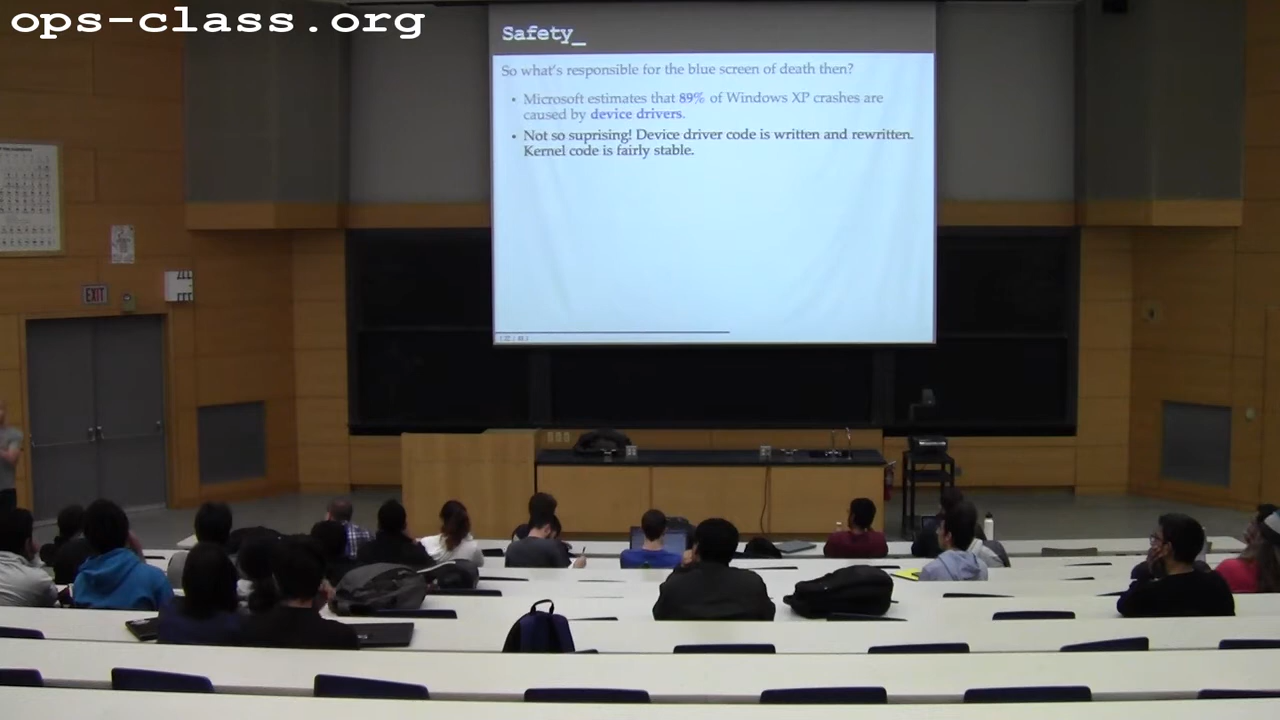 ops-class.org
Safety_
So what's responsible for the blue screen of death then?
• Microsoft estimates that 89% of Windows XP crashes are
caused by device drivers.
• Not so suprising! Device driver code is written and rewritten.
Kernel code is fairly stable.
EXIT